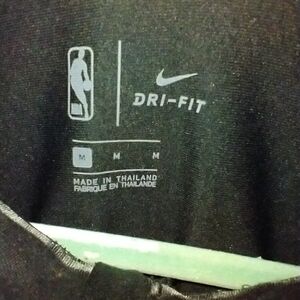 DRI-FIT
M M M
MADE IN THAILAND
FABRIQUE EN THAILANDE